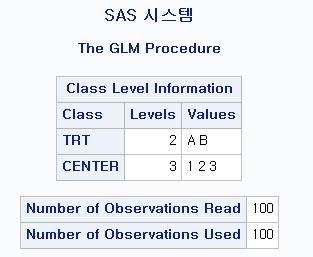 SAS 시스템
The GLM Procedure
Class Level Information
Class Levels Values
TRT 2 A B
CENTER 3 1 2 3
Number of Observations Read 100
Number of Observations Used 100